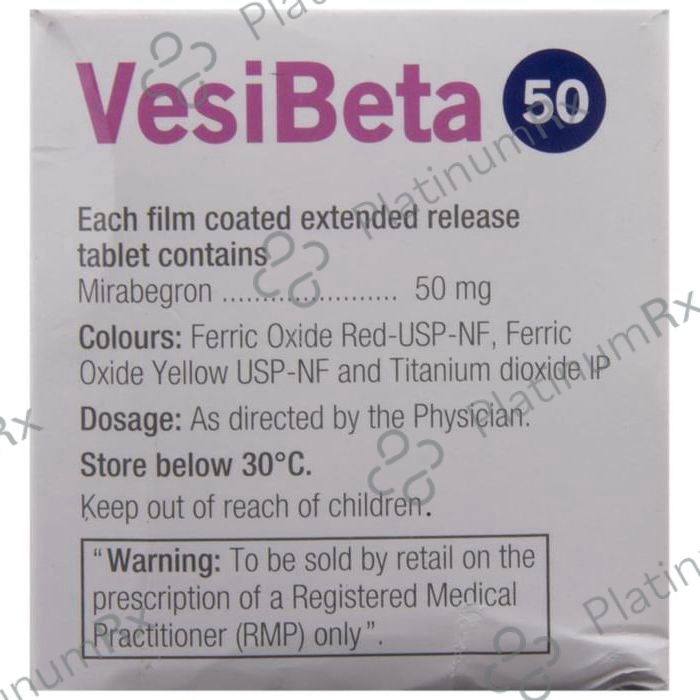 VesiBeta 50
Each film coated extended release
tablet contains
Mirabegron ...................... 50 mg
Colours: Ferric Oxide Red-USP-NF, Ferric
Oxide Yellow USP-NF and Titanium dioxide IP
Dosage: As directed by the Physician.
Store below 30°C.
Keep out of reach of children.
“Warning: To be sold by retail on the
prescription of a Registered Medical
Practitioner (RMP) only”.
PlatinumRx